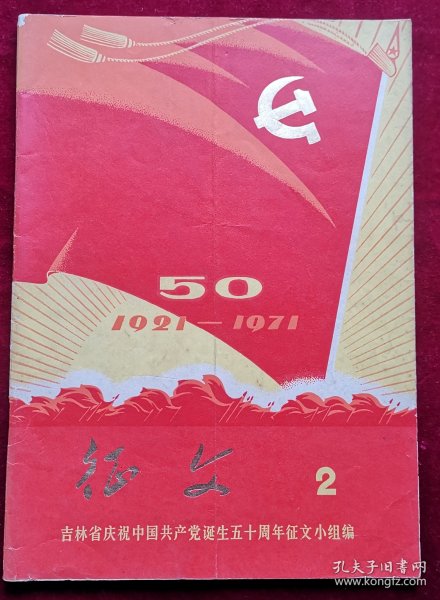 50
1921—1971
征文
2
吉林省庆祝中国共产党诞生五十周年征文小组编
孔夫子旧书网
www.kongfz.com